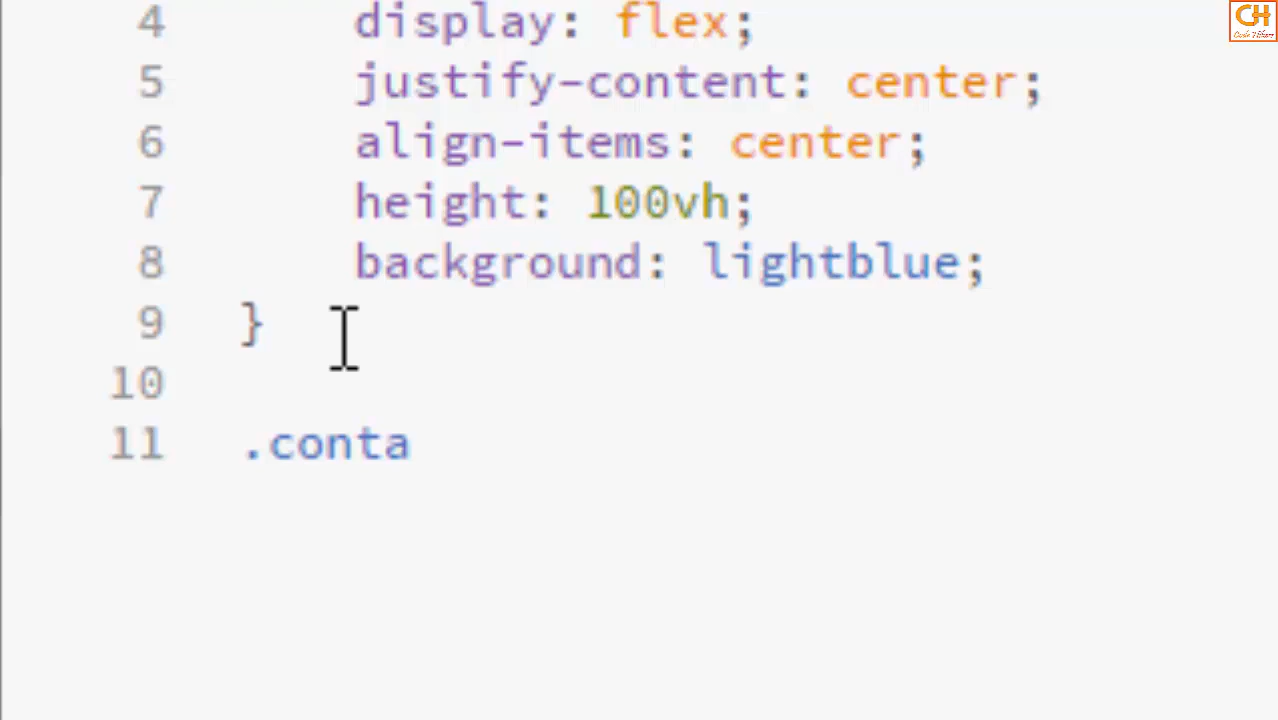 CH
4 display: flex;
5 justify-content: center;
6 align-items: center;
7 height: 100vh;
8 background: lightblue;
9 }
10
11 .conta